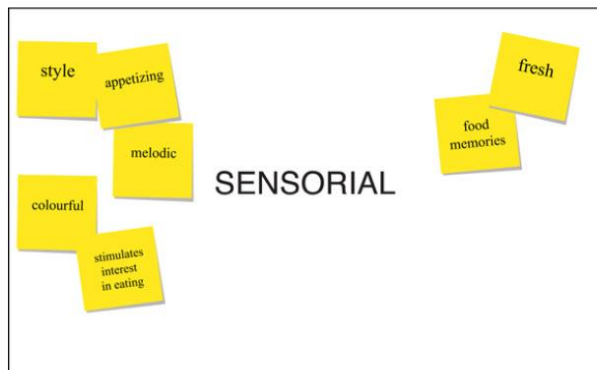 style
appetizing
melodic
colourful
stimulates
interest
in eating
SENSORIAL
fresh
food
memories